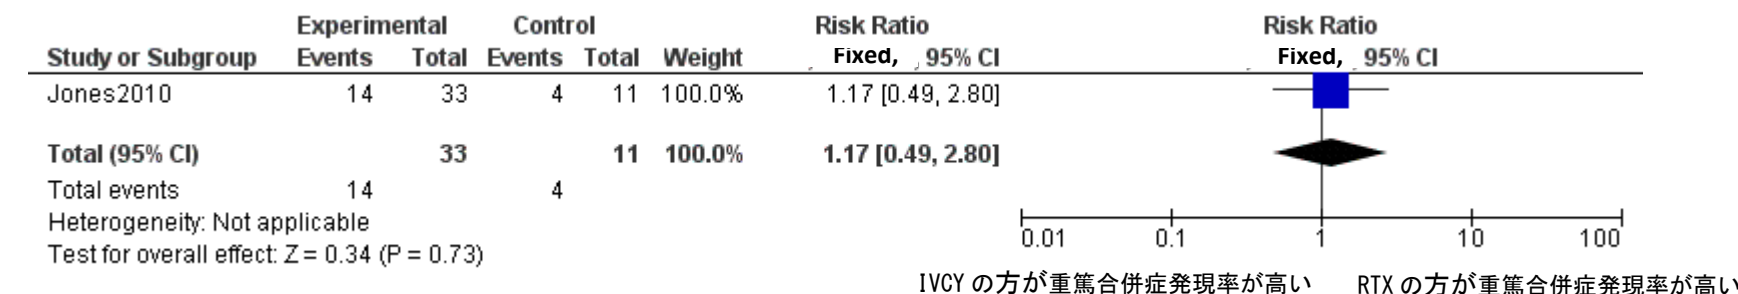 Experimental Control Risk Ratio Risk Ratio
Study or Subgroup Events Total Events Total Weight Fixed, 95% CI Fixed, 95% CI
Jones2010 14 33 4 11 100.0% 1.17 [0.49, 2.80]
Total (95% CI) 33 11 100.0% 1.17 [0.49, 2.80]
Total events 14 4
Heterogeneity: Not applicable
Test for overall effect: Z = 0.34 (P = 0.73)
0.01 0.1 1 10 100
IVCY の方が重篤合併症発現率が高い RTX の方が重篤合併症発現率が高い